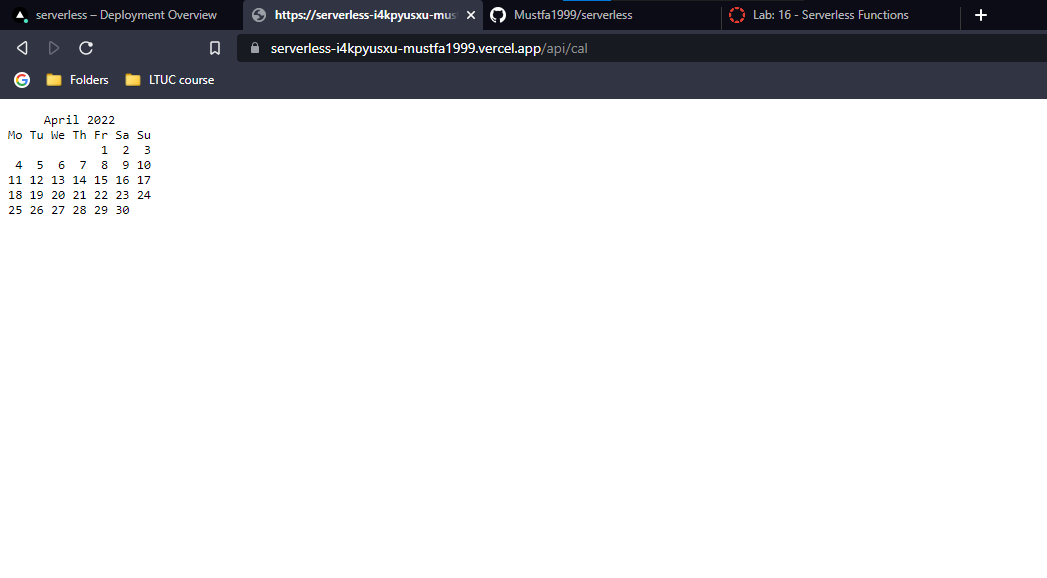 serverless – Deployment Overview
https://serverless-i4kpyusxu-mus
Mustfa1999/serverless
Lab: 16 - Serverless Functions
serverless-i4kpyusxu-mustfa1999.vercel.app/api/cal
Folders
LTUC course
April 2022
Mo Tu We Th Fr Sa Su
1 2 3
4 5 6 7 8 9 10
11 12 13 14 15 16 17
18 19 20 21 22 23 24
25 26 27 28 29 30